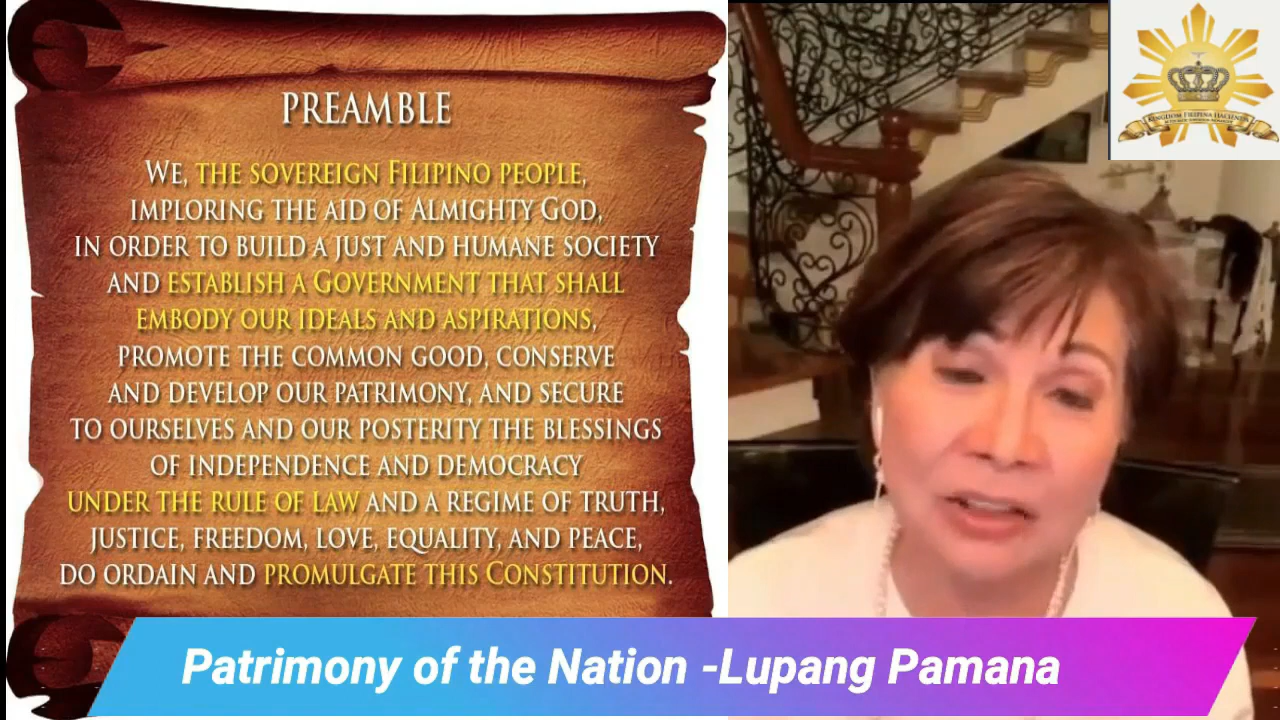 PREAMBLE
WE, THE SOVEREIGN FILIPINO PEOPLE,
IMPLORING THE AID OF ALMIGHTY GOD,
IN ORDER TO BUILD A JUST AND HUMANE SOCIETY
AND ESTABLISH A GOVERNMENT THAT SHALL
EMBODY OUR IDEALS AND ASPIRATIONS,
PROMOTE THE COMMON GOOD, CONSERVE
AND DEVELOP OUR PATRIMONY, AND SECURE
TO OURSELVES AND OUR POSTERITY THE BLESSINGS
OF INDEPENDENCE AND DEMOCRACY
UNDER THE RULE OF LAW AND A REGIME OF TRUTH,
JUSTICE, FREEDOM, LOVE, EQUALITY, AND PEACE,
DO ORDAIN AND PROMULGATE THIS CONSTITUTION.
KINGDOM FILIPINA HACIENDA
Patrimony of the Nation -Lupang Pamana